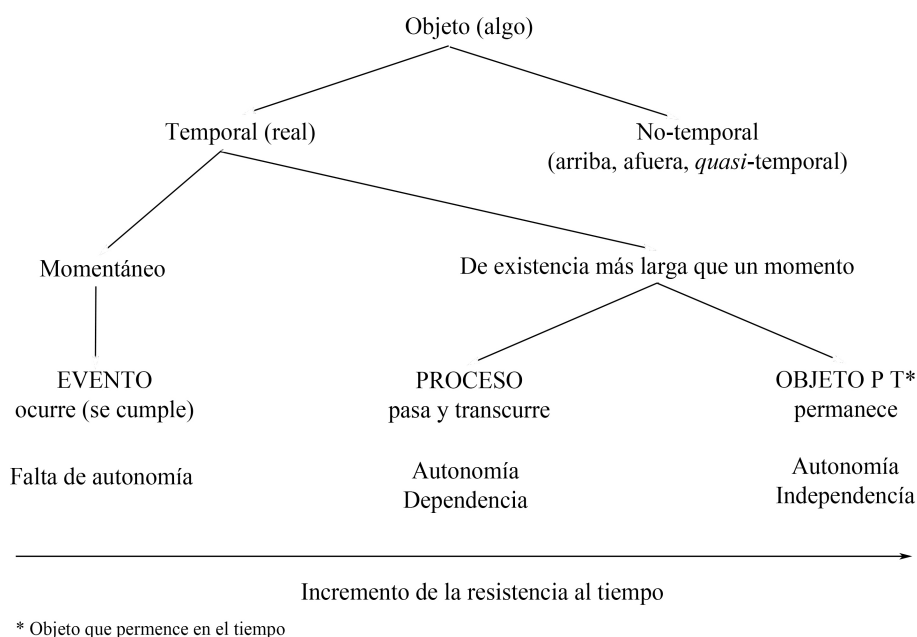 Objeto (algo)
Temporal (real)
No-temporal
(arriba, afuera, quasi-temporal)
Momentáneo
De existencia más larga que un momento
EVENTO
ocurre (se cumple)
PROCESO
pasa y transcurre
OBJETO P T*
permanece
Falta de autonomía
Autonomía
Dependencia
Autonomía
Independencía
Incremento de la resistencia al tiempo
* Objeto que permence en el tiempo